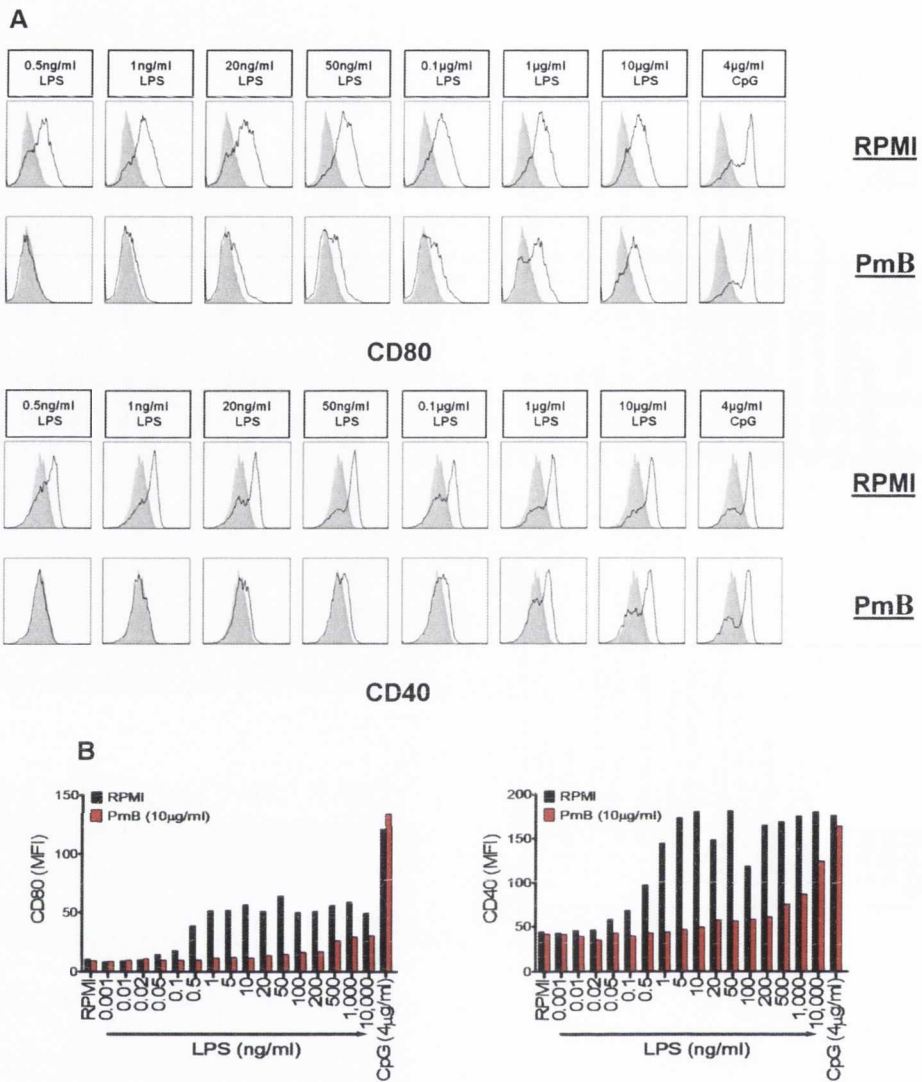 A
0.5ng/ml LPS
1ng/ml LPS
20ng/ml LPS
50ng/ml LPS
0.1µg/ml LPS
1µg/ml LPS
10µg/ml LPS
4µg/ml CpG
RPMI
PmB
CD80
0.5ng/ml LPS
1ng/ml LPS
20ng/ml LPS
50ng/ml LPS
0.1µg/ml LPS
1µg/ml LPS
10µg/ml LPS
4µg/ml CpG
RPMI
PmB
CD40
B
150
100
50
0
CD80 (MFI)
RPMI
PmB (10µg/ml)
RPMI
0.001
0.01
0.02
0.05
0.1
0.5
1
5
10
20
50
100
200
500
1,000
10,000
CpG (4µg/ml)
LPS (ng/ml)
200
150
100
50
0
CD40 (MFI)
RPMI
PmB (10µg/ml)
RPMI
0.001
0.01
0.02
0.05
0.1
0.5
1
5
10
20
50
100
200
500
1,000
10,000
CpG (4µg/ml)
LPS (ng/ml)